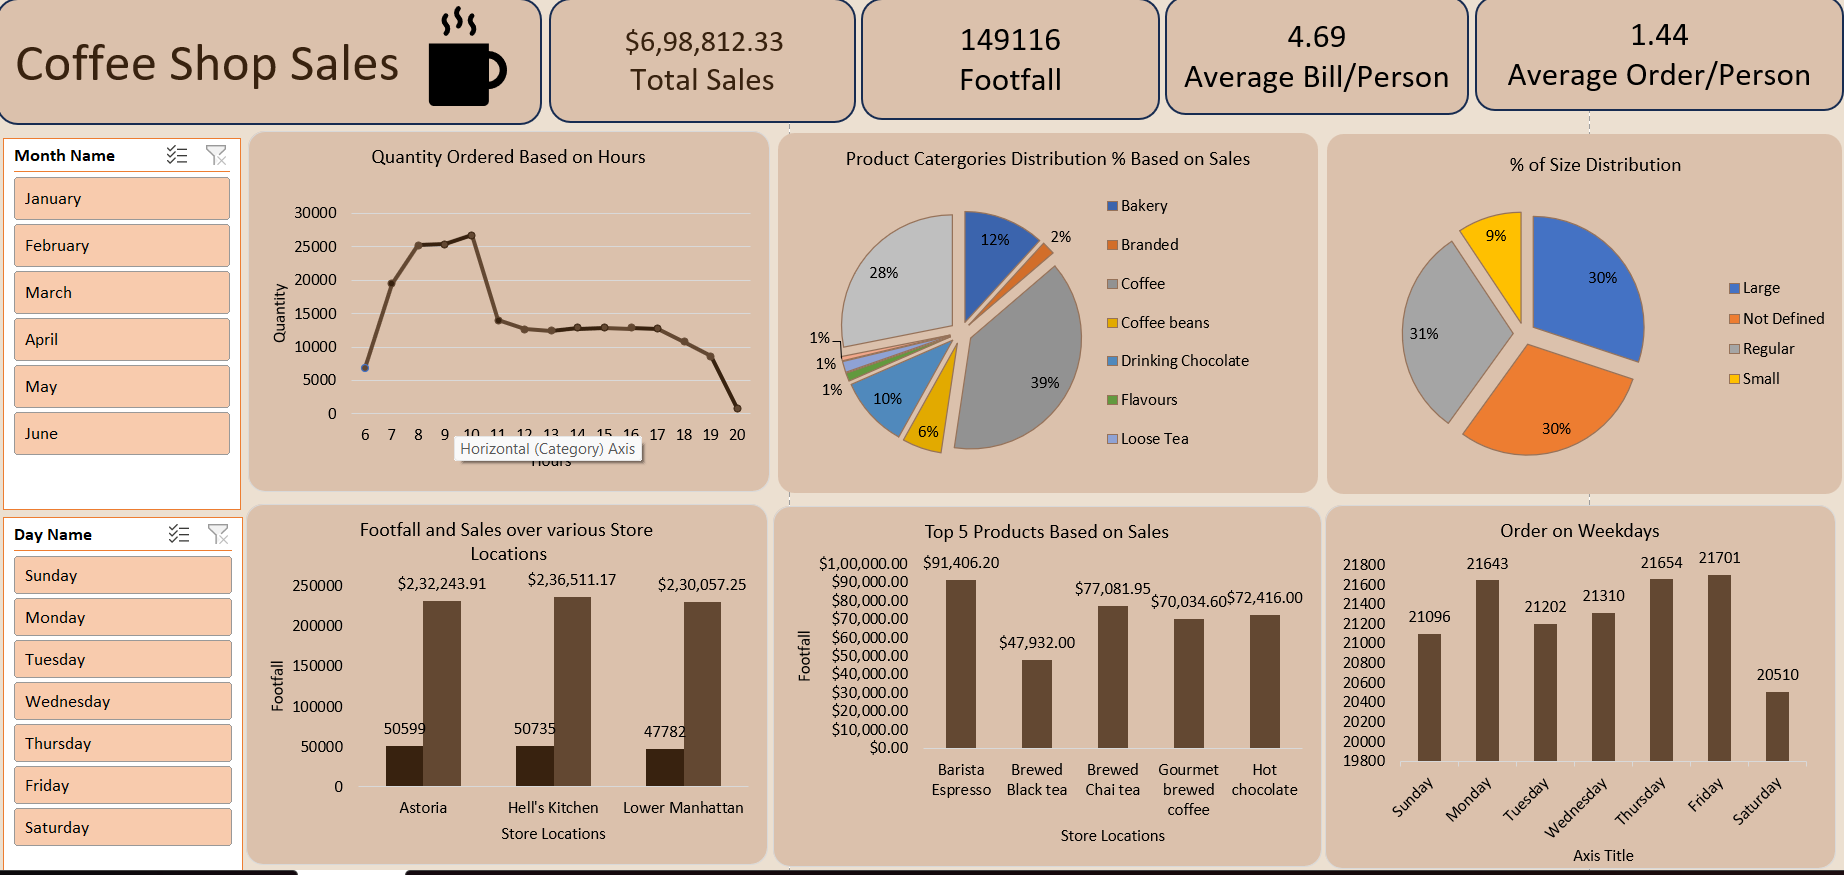 Coffee Shop Sales
$6,98,812.33
Total Sales
149116
Footfall
4.69
Average Bill/Person
1.44
Average Order/Person
Month Name
January
February
March
April
May
June
Day Name
Sunday
Monday
Tuesday
Wednesday
Thursday
Friday
Saturday
Quantity Ordered Based on Hours
Quantity
30000
25000
20000
15000
10000
5000
0
6 7 8 9 10 11 12 13 14 15 16 17 18 19 20
Horizontal (Category) Axis
Hours
Product Catergories Distribution % Based on Sales
12%
2%
39%
6%
10%
1%
1%
1%
28%
Bakery
Branded
Coffee
Coffee beans
Drinking Chocolate
Flavours
Loose Tea
% of Size Distribution
30%
30%
31%
9%
Large
Not Defined
Regular
Small
Footfall and Sales over various Store
Locations
Footfall
250000
200000
150000
100000
50000
0
$2,32,243.91 $2,36,511.17 $2,30,057.25
50599 50735 47782
Astoria Hell's Kitchen Lower Manhattan
Store Locations
Top 5 Products Based on Sales
Footfall
$1,00,000.00
$90,000.00
$80,000.00
$70,000.00
$60,000.00
$50,000.00
$40,000.00
$30,000.00
$20,000.00
$10,000.00
$0.00
$91,406.20
$47,932.00
$77,081.95
$70,034.60
$72,416.00
Barista
Espresso
Brewed
Black tea
Brewed
Chai tea
Gourmet
brewed
coffee
Hot
chocolate
Store Locations
Order on Weekdays
21800
21600
21400
21200
21000
20800
20600
20400
20200
20000
19800
21096
21643
21202
21310
21654
21701
20510
Sunday
Monday
Tuesday
Wednesday
Thursday
Friday
Saturday
Axis Title